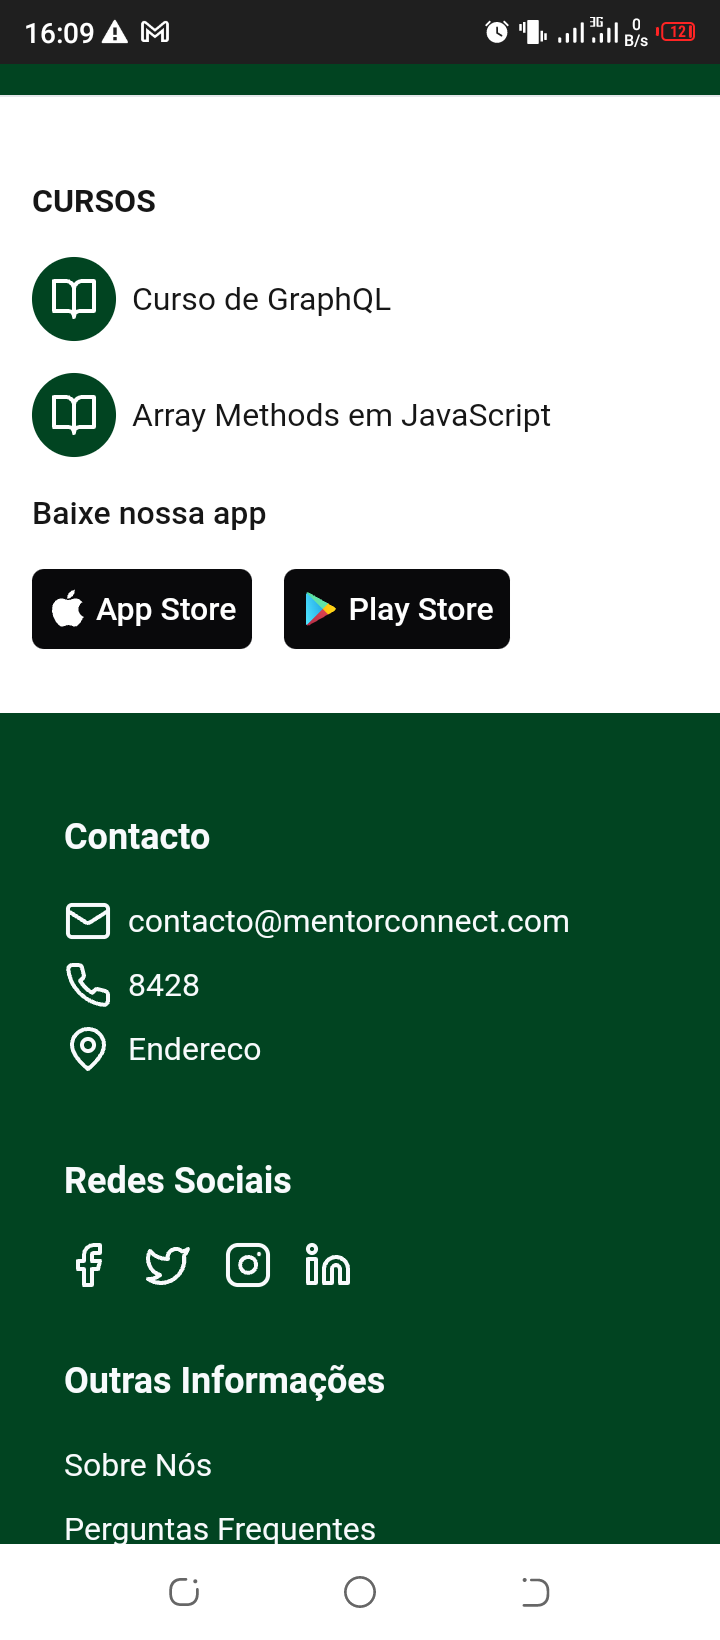 16:09
3G
0
B/s
12
CURSOS
Curso de GraphQL
Array Methods em JavaScript
Baixe nossa app
App Store
Play Store
Contacto
contacto@mentorconnect.com
8428
Endereco
Redes Sociais
Outras Informações
Sobre Nós
Perguntas Frequentes